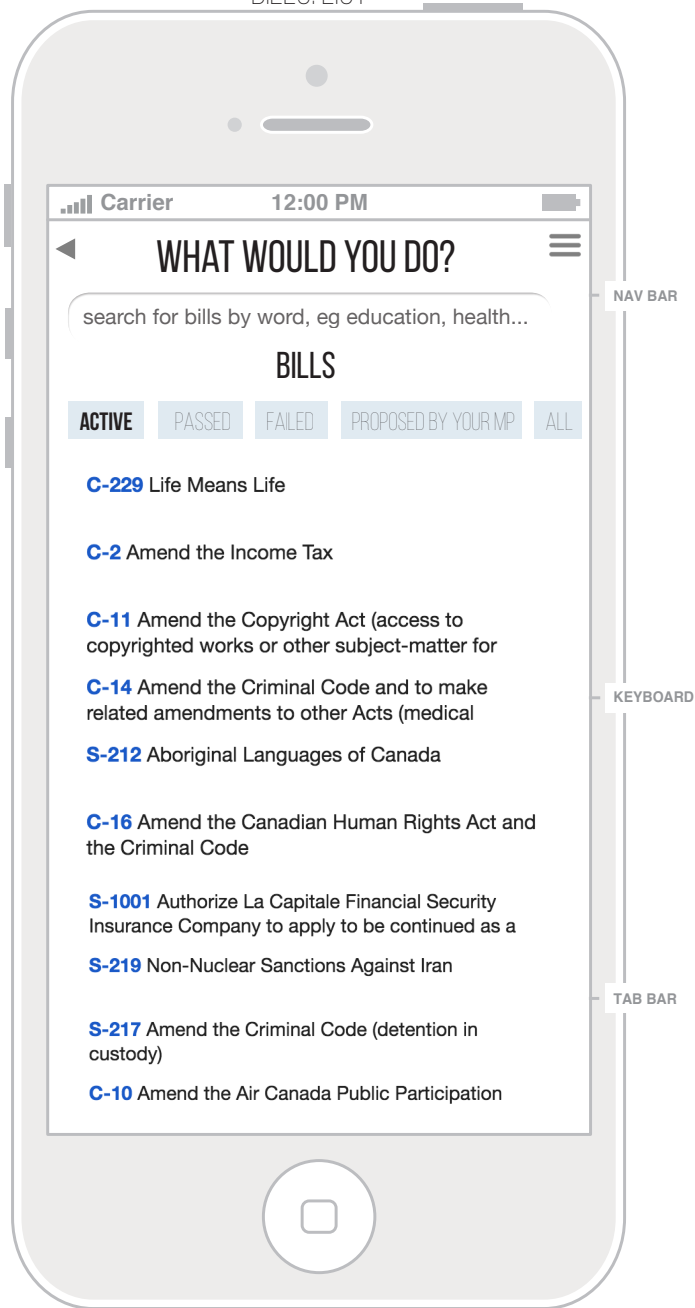 BILLS: LIST
Carrier 12:00 PM
WHAT WOULD YOU DO?
NAV BAR
search for bills by word, eg education, health...
BILLS
ACTIVE PASSED FAILED PROPOSED BY YOUR MP ALL
C-229 Life Means Life
C-2 Amend the Income Tax
C-11 Amend the Copyright Act (access to
copyrighted works or other subject-matter for
C-14 Amend the Criminal Code and to make
related amendments to other Acts (medical
KEYBOARD
S-212 Aboriginal Languages of Canada
C-16 Amend the Canadian Human Rights Act and
the Criminal Code
S-1001 Authorize La Capitale Financial Security
Insurance Company to apply to be continued as a
S-219 Non-Nuclear Sanctions Against Iran
TAB BAR
S-217 Amend the Criminal Code (detention in
custody)
C-10 Amend the Air Canada Public Participation